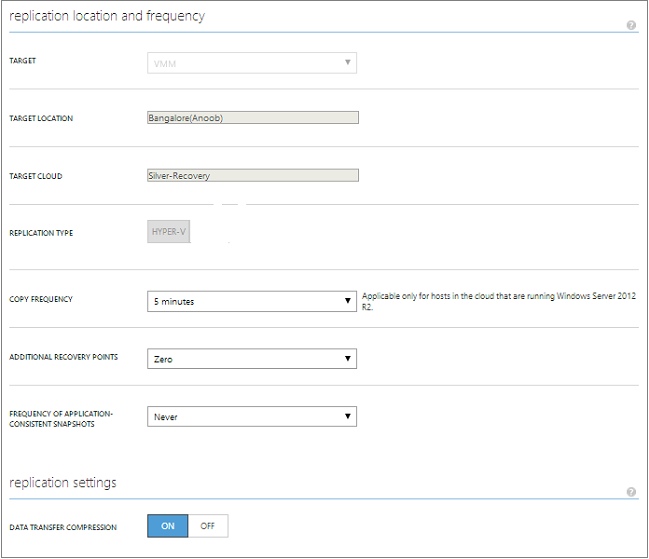 replication location and frequency
?
TARGET
VMM
TARGET LOCATION
Bangalore(Anoob)
TARGET CLOUD
Silver-Recovery
REPLICATION TYPE
HYPER-V
COPY FREQUENCY
5 minutes
Applicable only for hosts in the cloud that are running Windows Server 2012
R2.
ADDITIONAL RECOVERY POINTS
Zero
FREQUENCY OF APPLICATION-
CONSISTENT SNAPSHOTS
Never
replication settings
?
DATA TRANSFER COMPRESSION
ON OFF